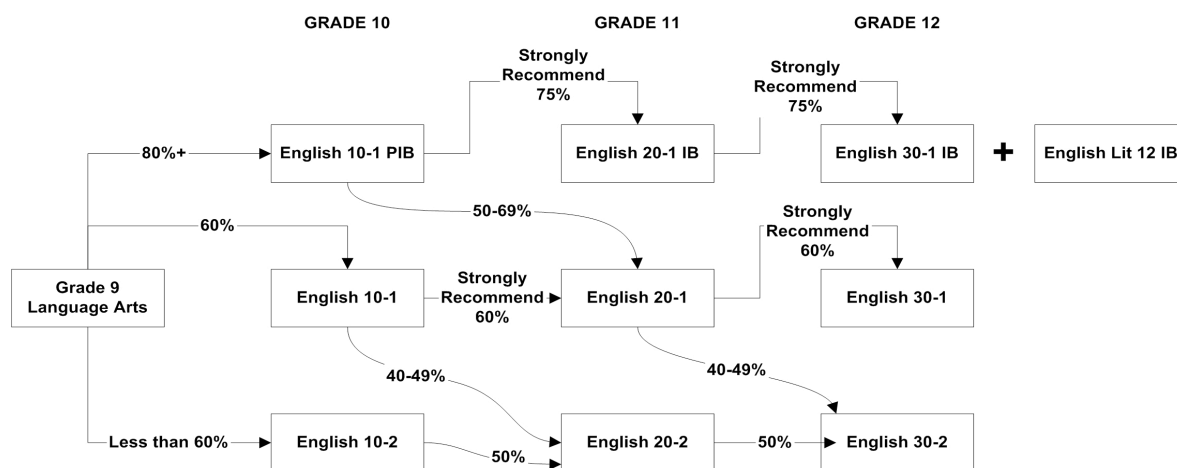 GRADE 10
GRADE 11
GRADE 12
Strongly
Recommend
75%
Strongly
Recommend
75%
80%+
English 10-1 PIB
English 20-1 IB
English 30-1 IB
+
English Lit 12 IB
50-69%
60%
Strongly
Recommend
60%
Grade 9
Language Arts
English 10-1
Strongly
Recommend
60%
English 20-1
English 30-1
40-49%
40-49%
Less than 60%
English 10-2
50%
English 20-2
50%
English 30-2